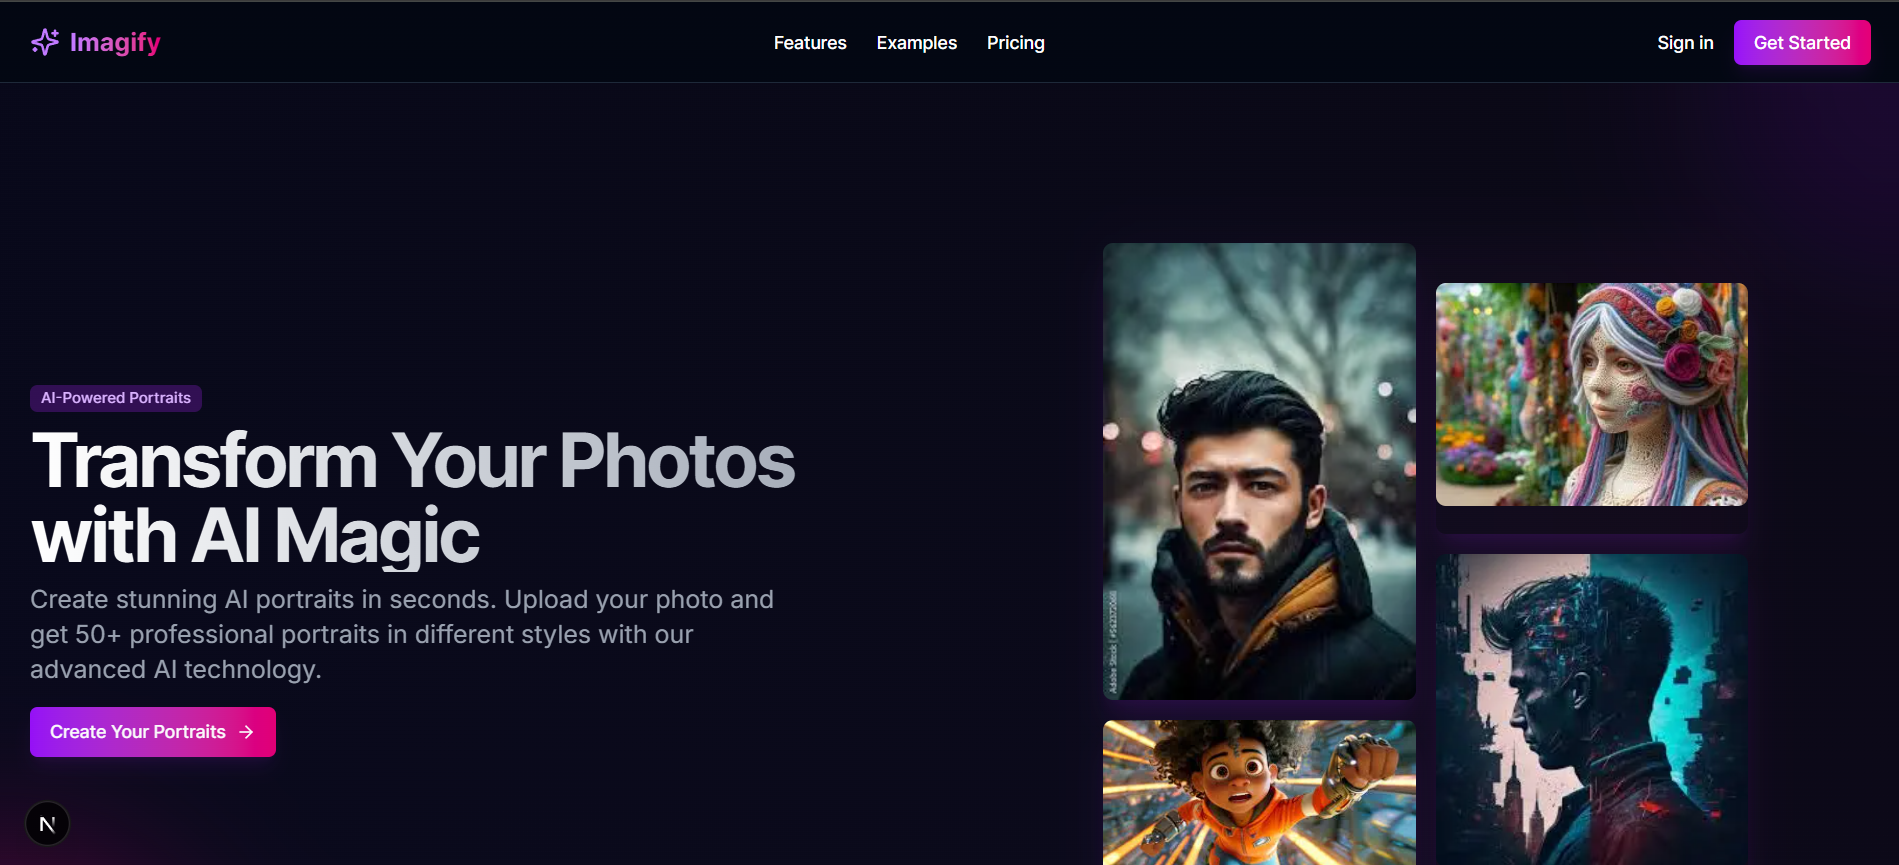 Imagify
Features
Examples
Pricing
Sign in
Get Started
AI-Powered Portraits
Transform Your Photos
with AI Magic
Create stunning AI portraits in seconds. Upload your photo and
get 50+ professional portraits in different styles with our
advanced AI technology.
Create Your Portraits
N
Adobe Stock | #562372068